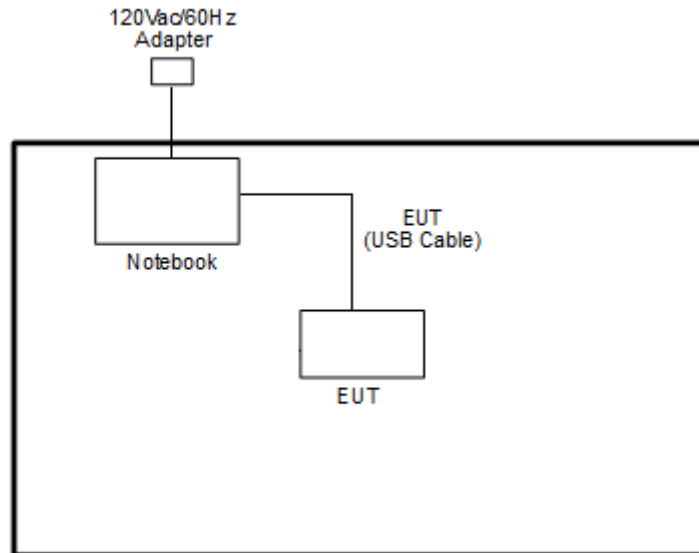 120Vac/60Hz
Adapter
EUT
(USB Cable)
Notebook
EUT